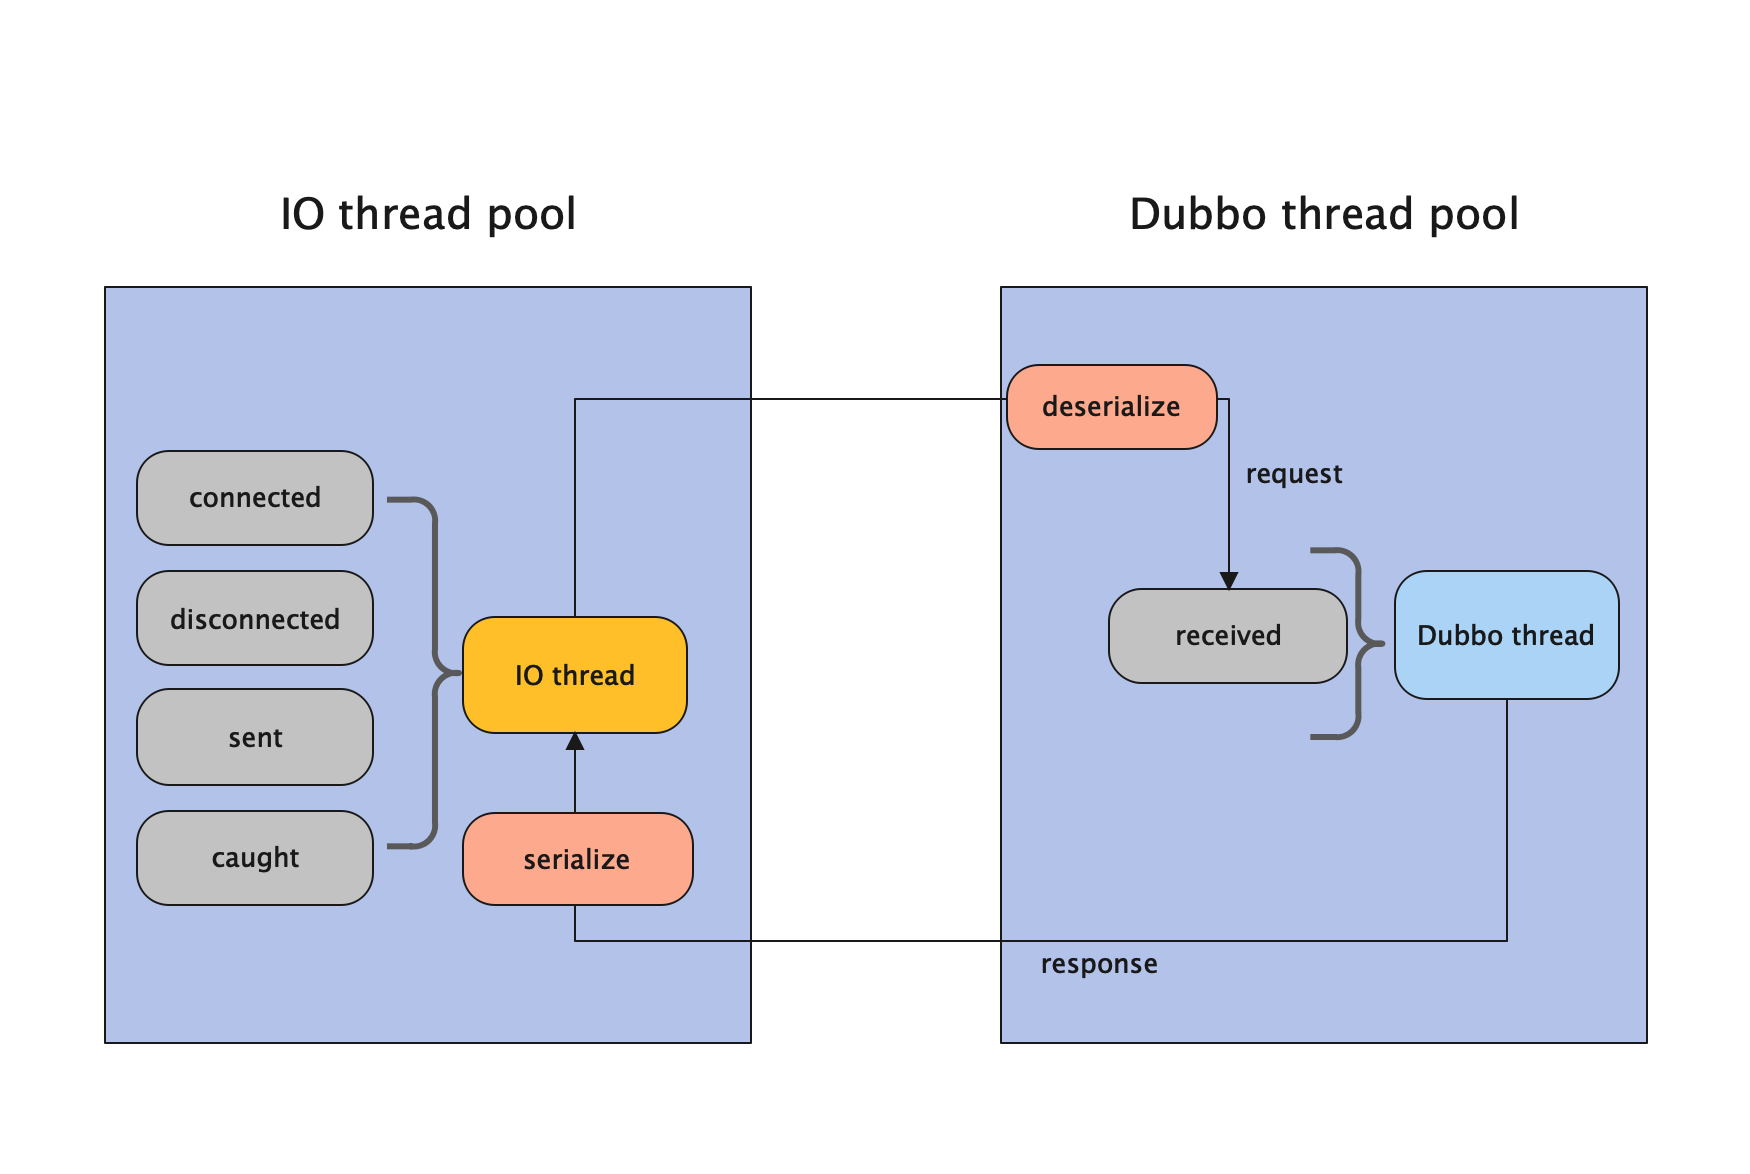 IO thread pool
Dubbo thread pool
connected
disconnected
sent
caught
IO thread
serialize
deserialize
request
received
Dubbo thread
response